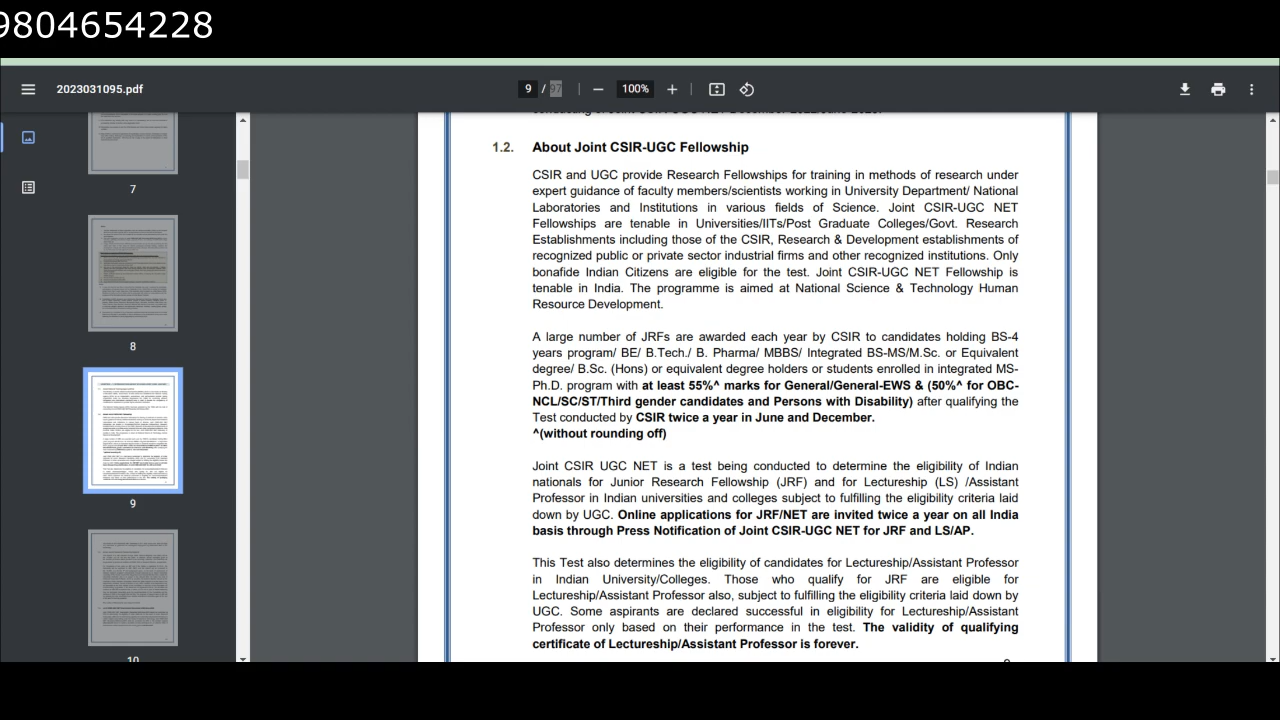 9804654228
2023031095.pdf
9 / 97
100%
7
8
9
10
1.2. About Joint CSIR-UGC Fellowship
CSIR and UGC provide Research Fellowships for training in methods of research under
expert guidance of faculty members/scientists working in University Department/ National
Laboratories and Institutions in various fields of Science. Joint CSIR-UGC NET
Fellowships are tenable in Universities/IITs/Post Graduate Colleges/Govt. Research
Establishments including those of the CSIR, Research & Development establishments of
recognized public or private sector industrial firms and other recognized institutions. Only
bonafide Indian Citizens are eligible for the test. Joint CSIR-UGC NET Fellowship is
tenable in India. The programme is aimed at National Science & Technology Human
Resource Development.
A large number of JRFs are awarded each year by CSIR to candidates holding BS-4
years program/ BE/ B.Tech./ B. Pharma/ MBBS/ Integrated BS-MS/M.Sc. or Equivalent
degree/ B.Sc. (Hons) or equivalent degree holders or students enrolled in integrated MS-
Ph.D. program with at least 55%^ marks for General/General-EWS & (50%^ for OBC-
NCL/SC/ST/Third gender candidates and Persons with Disability) after qualifying the
Test conducted by CSIR twice a year in June and December.
^(without rounding off)
Joint CSIR-UGC NET is a test being conducted to determine the eligibility of Indian
nationals for Junior Research Fellowship (JRF) and for Lectureship (LS) /Assistant
Professor in Indian universities and colleges subject to fulfilling the eligibility criteria laid
down by UGC. Online applications for JRF/NET are invited twice a year on all India
basis through Press Notification of Joint CSIR-UGC NET for JRF and LS/AP.
This Test also determines the eligibility of candidates for Lectureship/Assistant Professor
in Indian University/Colleges. Those who qualify for JRF are eligible for
Lectureship/Assistant Professor also, subject to fulfilling the eligibility criteria laid down by
UGC. Some aspirants are declared successful in eligibility for Lectureship/Assistant
Professor only based on their performance in the test. The validity of qualifying
certificate of Lectureship/Assistant Professor is forever.